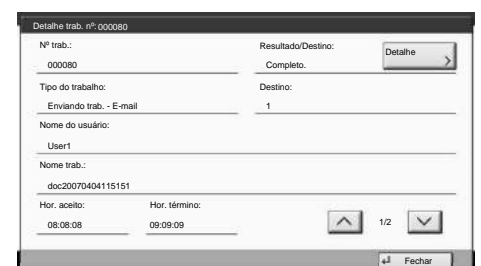 Detalhe trab. nº: 000080
Nº trab.:
000080
Resultado/Destino:
Completo.
Detalhe
Tipo do trabalho:
Enviando trab. - E-mail
Destino:
1
Nome do usuário:
User1
Nome trab.:
doc20070404115151
Hor. aceito:
08:08:08
Hor. término:
09:09:09
1/2
Fechar